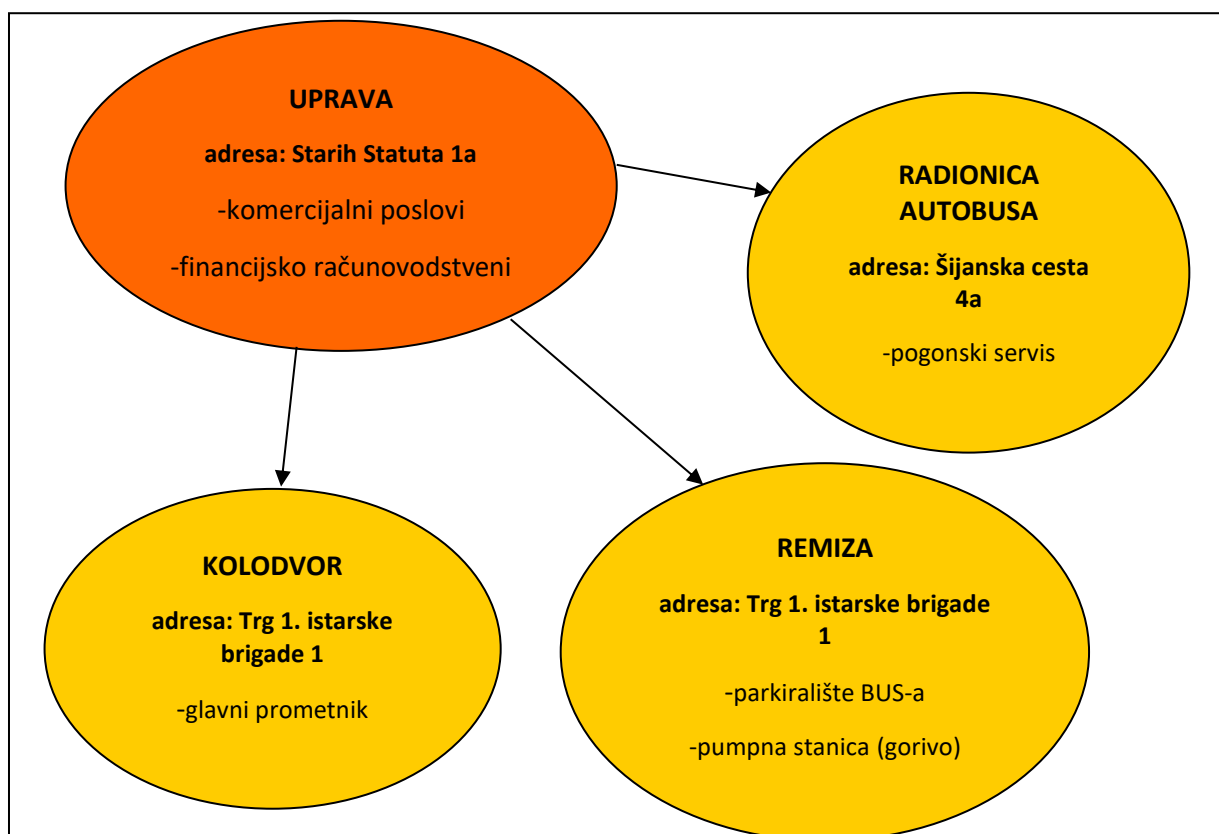 UPRAVA
adresa: Starih Statuta 1a
-komercijalni poslovi
-financijsko računovodstveni
RADIONICA
AUTOBUSA
adresa: Šijanska cesta
4a
-pogonski servis
KOLODVOR
adresa: Trg 1. istarske
brigade 1
-glavni prometnik
REMIZA
adresa: Trg 1. istarske brigade
1
-parkiralište BUS-a
-pumpna stanica (gorivo)